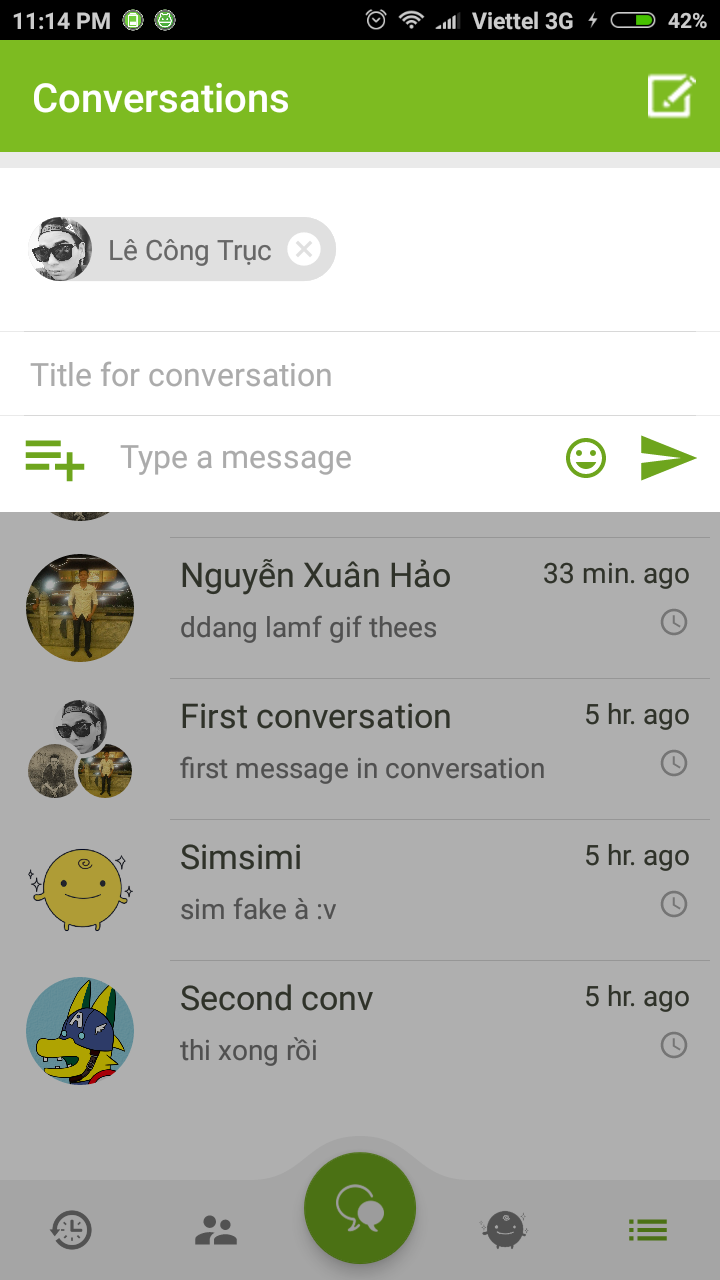 11:14 PM Viettel 3G 42%
Conversations
Lê Công Trục
Title for conversation
Type a message
Nguyễn Xuân Hảo 33 min. ago
ddang lamf gif thees
First conversation 5 hr. ago
first message in conversation
Simsimi 5 hr. ago
sim fake à :v
Second conv 5 hr. ago
A
thi xong rồi